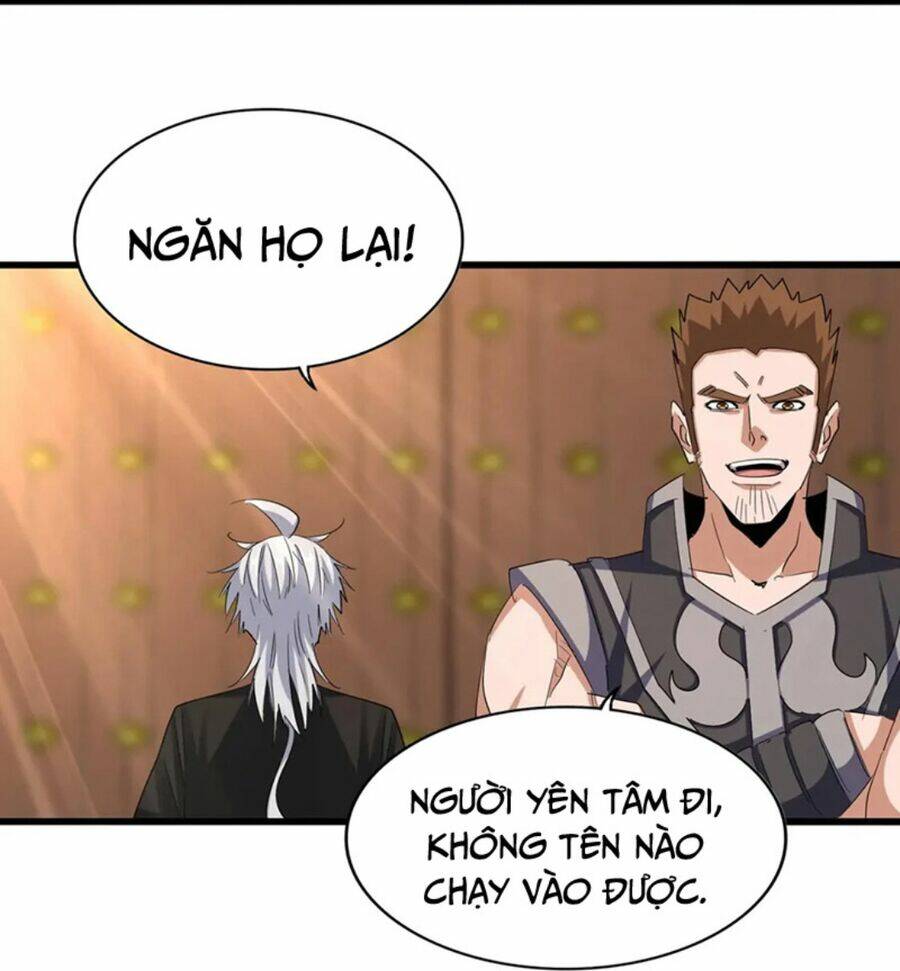 NGĂN HỌ LẠI!
NGƯỜI YÊN TÂM ĐI,
KHÔNG TÊN NÀO
CHẠY VÀO ĐƯỢC.